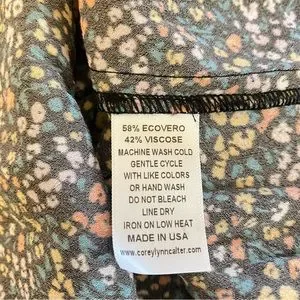 58% ECOVERO
42% VISCOSE
MACHINE WASH COLD
GENTLE CYCLE
WITH LIKE COLORS
OR HAND WASH
DO NOT BLEACH
LINE DRY
IRON ON LOW HEAT
MADE IN USA
www.coreylynncalter.com